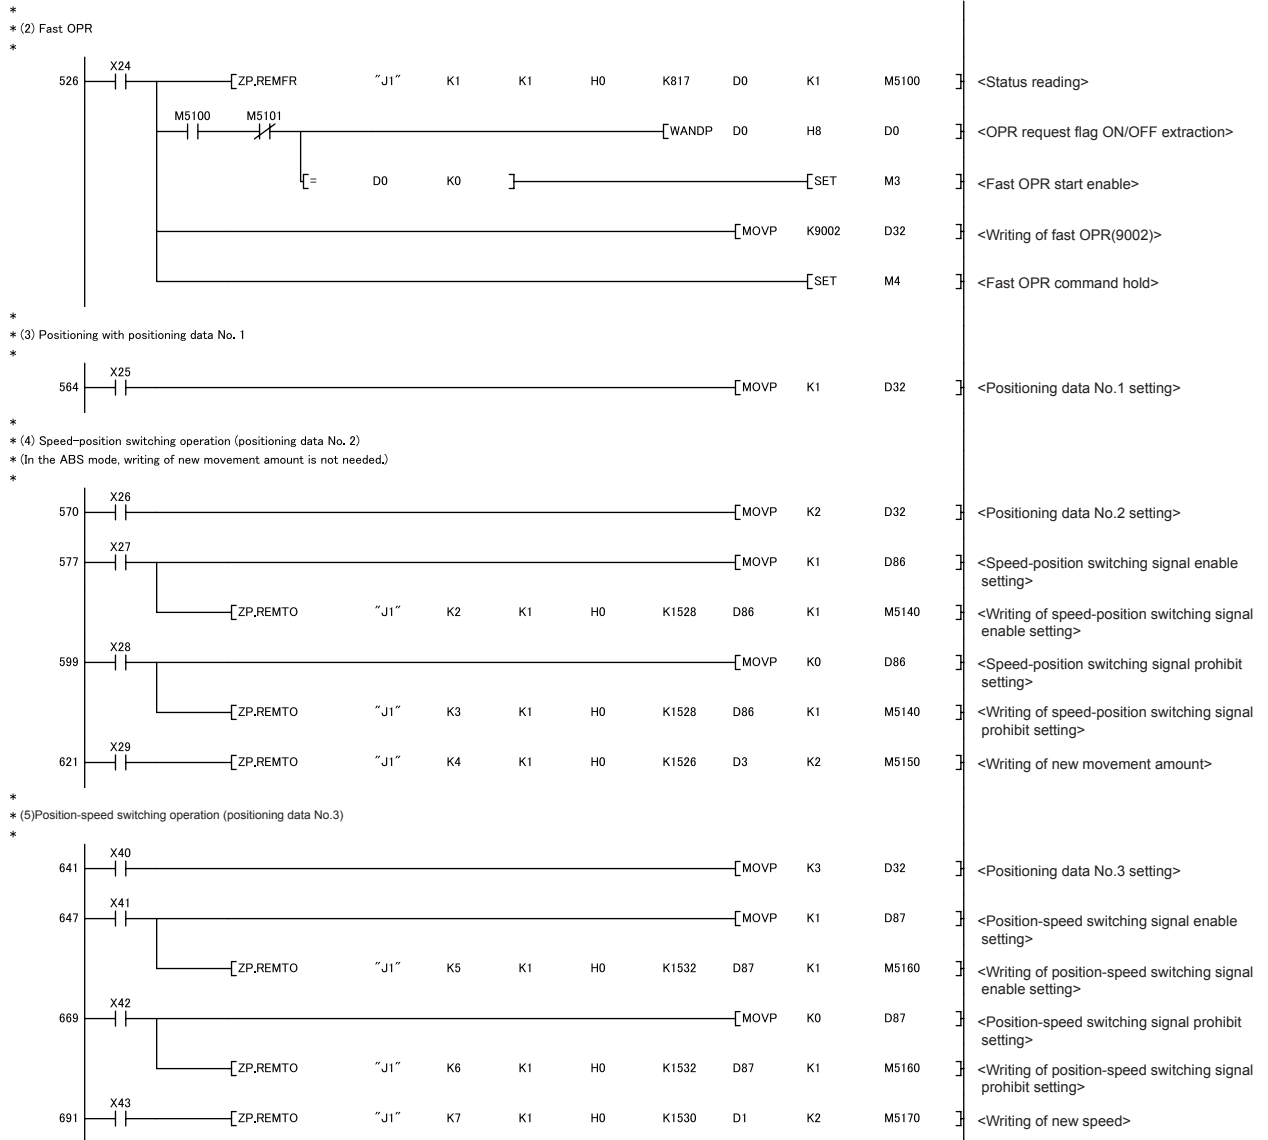 *
* (2) Fast OPR
*
X24
526 ZP.REMFR "J1" K1 K1 H0 K817 D0 K1 M5100 <Status reading>
M5100 M5101
WANDP D0 H8 D0 <OPR request flag ON/OFF extraction>
= D0 K0 SET M3 <Fast OPR start enable>
MOVP K9002 D32 <Writing of fast OPR(9002)>
SET M4 <Fast OPR command hold>
*
* (3) Positioning with positioning data No. 1
*
X25
564 MOVP K1 D32 <Positioning data No.1 setting>
*
* (4) Speed-position switching operation (positioning data No. 2)
* (In the ABS mode, writing of new movement amount is not needed.)
*
X26
570 MOVP K2 D32 <Positioning data No.2 setting>
X27
577 MOVP K1 D86 <Speed-position switching signal enable
setting>
ZP.REMTO "J1" K2 K1 H0 K1528 D86 K1 M5140 <Writing of speed-position switching signal
enable setting>
X28
599 MOVP K0 D86 <Speed-position switching signal prohibit
setting>
ZP.REMTO "J1" K3 K1 H0 K1528 D86 K1 M5140 <Writing of speed-position switching signal
prohibit setting>
X29
621 ZP.REMTO "J1" K4 K1 H0 K1526 D3 K2 M5150 <Writing of new movement amount>
*
* (5)Position-speed switching operation (positioning data No.3)
*
X40
641 MOVP K3 D32 <Positioning data No.3 setting>
X41
647 MOVP K1 D87 <Position-speed switching signal enable
setting>
ZP.REMTO "J1" K5 K1 H0 K1532 D87 K1 M5160 <Writing of position-speed switching signal
enable setting>
X42
669 MOVP K0 D87 <Position-speed switching signal prohibit
setting>
ZP.REMTO "J1" K6 K1 H0 K1532 D87 K1 M5160 <Writing of position-speed switching signal
prohibit setting>
X43
691 ZP.REMTO "J1" K7 K1 H0 K1530 D1 K2 M5170 <Writing of new speed>